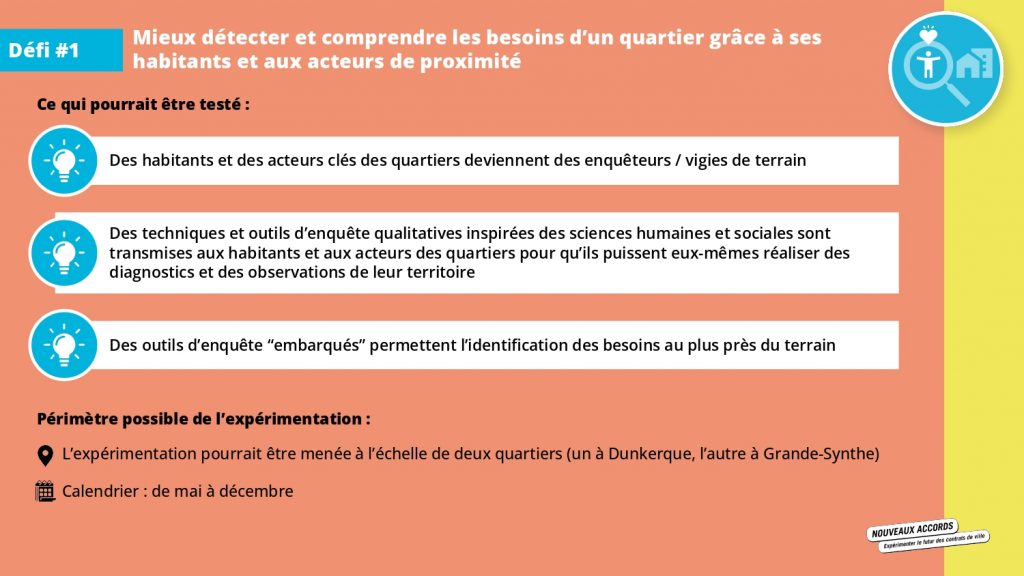 Défi #1
Mieux détecter et comprendre les besoins d’un quartier grâce à ses
habitants et aux acteurs de proximité
Ce qui pourrait être testé :
Des habitants et des acteurs clés des quartiers deviennent des enquêteurs / vigies de terrain
Des techniques et outils d’enquête qualitatives inspirées des sciences humaines et sociales sont
transmises aux habitants et aux acteurs des quartiers pour qu’ils puissent eux-mêmes réaliser des
diagnostics et des observations de leur territoire
Des outils d’enquête “embarqués” permettent l’identification des besoins au plus près du terrain
Périmètre possible de l’expérimentation :
L’expérimentation pourrait être menée à l’échelle de deux quartiers (un à Dunkerque, l’autre à Grande-Synthe)
Calendrier : de mai à décembre
NOUVEAUX ACCORDS
Expérimenter le futur des contrats de ville